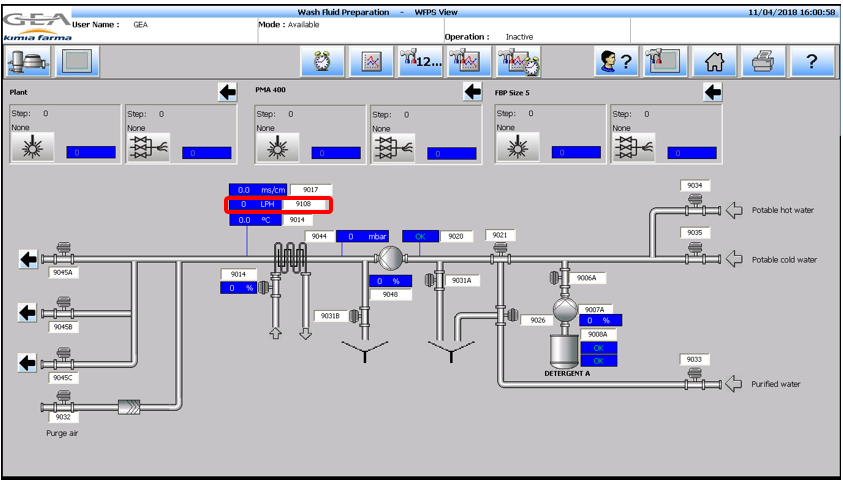 Wash Fluid Preparation - WFPS View 11/04/2018 16:00:58
GEA
kimia farma
User Name : GEA
Mode : Available
Operation : Inactive
12...
?
?
Plant
PMA 400
FBP Size 5
Step: 0
None
0
Step: 0
None
0
Step: 0
None
0
Step: 0
None
0
Step: 0
None
0
Step: 0
None
0
0.0 ms/cm 9017
0 LPH 9108
0.0 °C 9014
9044 0 mbar OK 9020 9021
9034
Potable hot water
9035
Potable cold water
9045A
9014
0 %
0 %
9048
9031A
9006A
9045B
9031B
9026
9007A
0 %
9008A
OK
OK
DETERGENT A
9045C
9033
Purified water
9032
Purge air